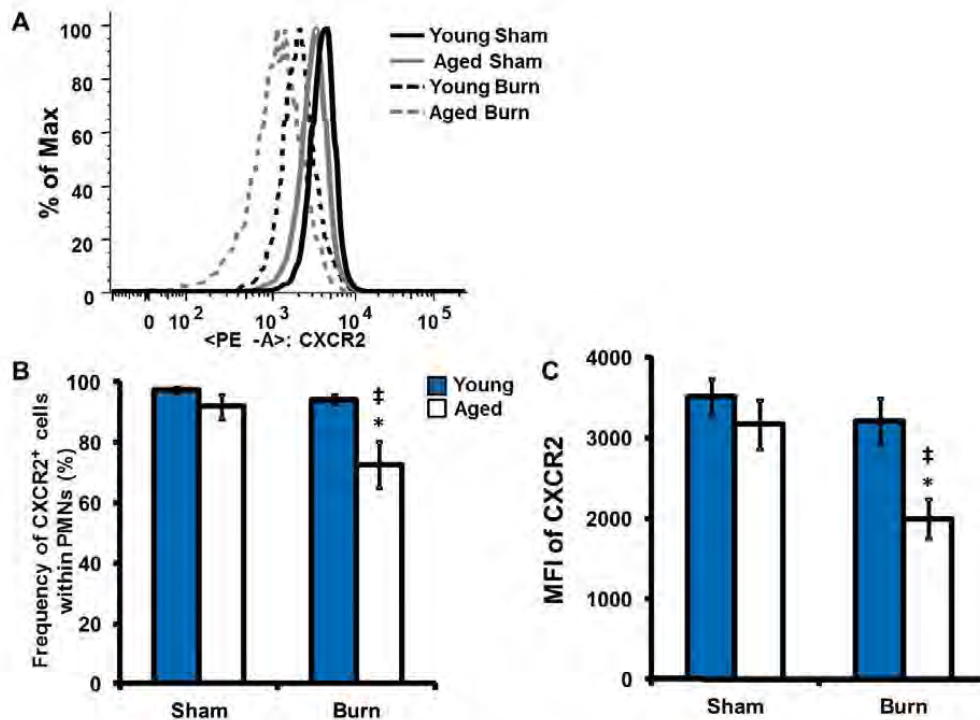 A
Young Sham
Aged Sham
Young Burn
Aged Burn
% of Max
100
80
60
40
20
0
0 10² 10³ 10⁴ 10⁵
<PE -A>: CXCR2
B
Frequency of CXCR2⁺ cells
within PMNs (%)
100
80
60
40
20
0
‡
*
Sham Burn
Young
Aged
C
MFI of CXCR2
4000
3000
2000
1000
0
‡
*
Sham Burn